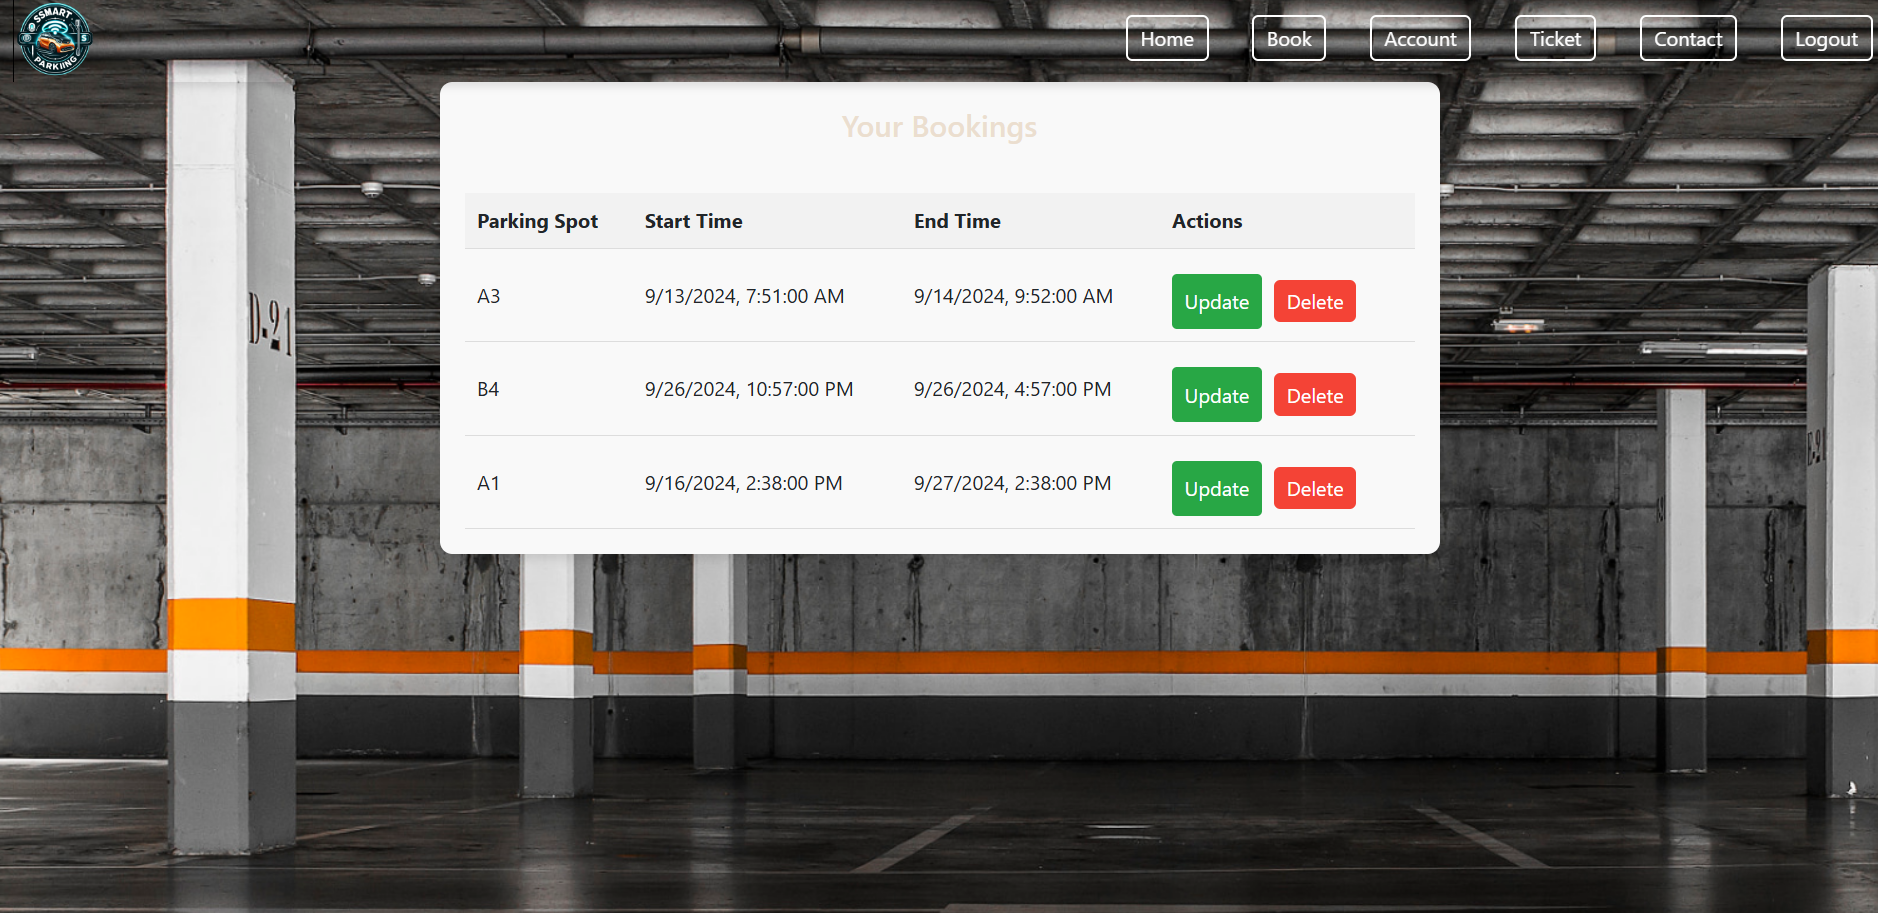 SSMART
PARKIING
Home
Book
Account
Ticket
Contact
Logout
Your Bookings
Parking Spot Start Time End Time Actions
A3 9/13/2024, 7:51:00 AM 9/14/2024, 9:52:00 AM Update Delete
B4 9/26/2024, 10:57:00 PM 9/26/2024, 4:57:00 PM Update Delete
A1 9/16/2024, 2:38:00 PM 9/27/2024, 2:38:00 PM Update Delete
D-21